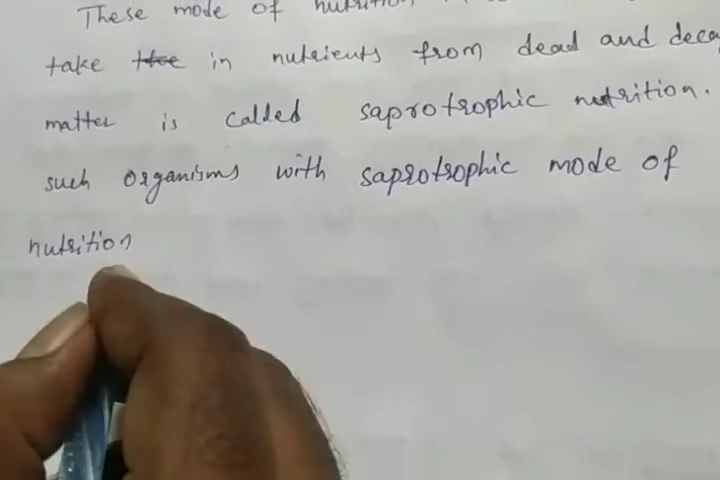 These mode of nutrition
take in nutrients from dead and
matter is called saprotrophic nutrition.
such organisms with saprotrophic mode of
nutrition